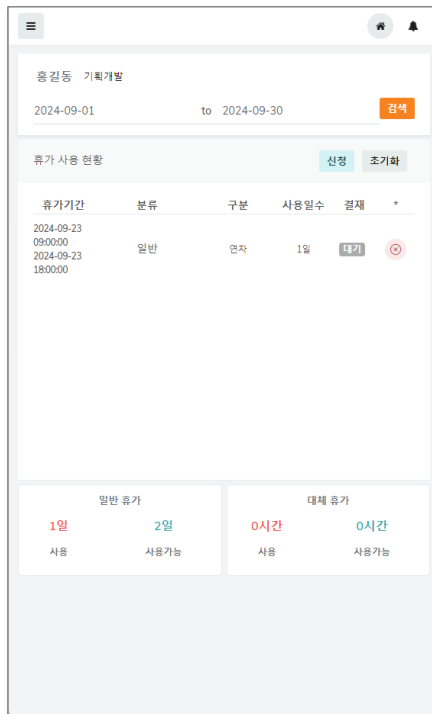 홍길동 기획개발
2024-09-01 to 2024-09-30 검색
휴가 사용 현황 신청 초기화
휴가기간 분류 구분 사용일수 결재 *
2024-09-23
09:00:00
2024-09-23
18:00:00
일반 연차 1일 대기
일반 휴가
1일 2일
사용 사용가능
대체 휴가
0시간 0시간
사용 사용가능